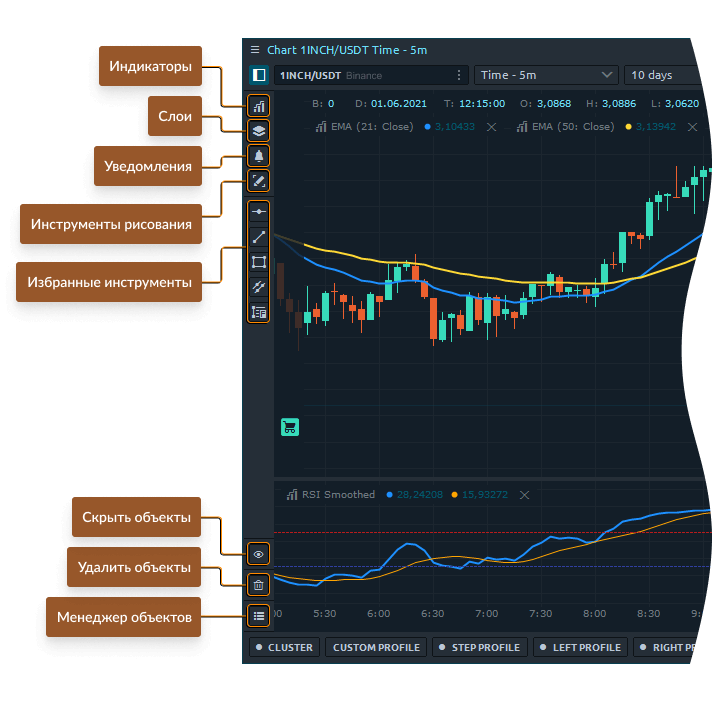 Chart 1INCH/USDT Time - 5m
1INCH/USDT Binance
Time - 5m
10 days
B: 0 D: 01.06.2021 T: 12:15:00 O: 3,0868 H: 3,0886 L: 3,0620
EMA (21: Close) 3,10433 EMA (50: Close) 3,13942
Индикаторы
Слои
Уведомления
Инструменты рисования
Избранные инструменты
RSI Smoothed 28,24208 15,93272
Скрыть объекты
Удалить объекты
Менеджер объектов
00 5:30 6:00 6:30 7:00 7:30 8:00 8:30 9:
CLUSTER CUSTOM PROFILE STEP PROFILE LEFT PROFILE RIGHT PR